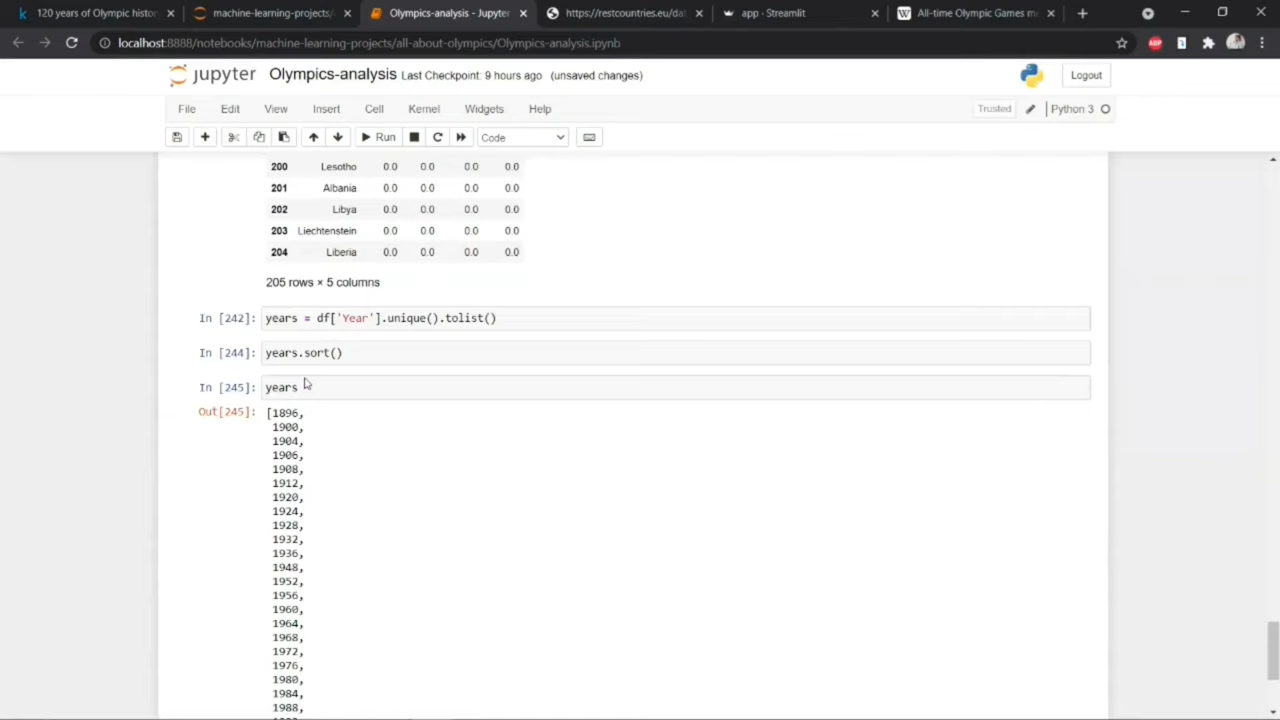 120 years of Olympic histor
machine-learning-projects/
Olympics-analysis - Jupyter
https://restcountries.eu/dat
app · Streamlit
All-time Olympic Games me
localhost:8888/notebooks/machine-learning-projects/all-about-olympics/Olympics-analysis.ipynb
ABP
jupyter Olympics-analysis Last Checkpoint: 9 hours ago (unsaved changes)
Logout
File Edit View Insert Cell Kernel Widgets Help
Trusted Python 3
Run Code
200 Lesotho 0.0 0.0 0.0 0.0
201 Albania 0.0 0.0 0.0 0.0
202 Libya 0.0 0.0 0.0 0.0
203 Liechtenstein 0.0 0.0 0.0 0.0
204 Liberia 0.0 0.0 0.0 0.0
205 rows × 5 columns
In [242]: years = df['Year'].unique().tolist()
In [244]: years.sort()
In [245]: years
Out[245]: [1896,
1900,
1904,
1906,
1908,
1912,
1920,
1924,
1928,
1932,
1936,
1948,
1952,
1956,
1960,
1964,
1968,
1972,
1976,
1980,
1984,
1988,